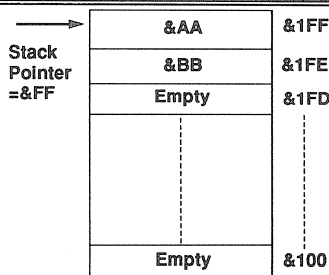 &AA &1FF
Stack
Pointer
=&FF
&BB &1FE
Empty &1FD
Empty &100